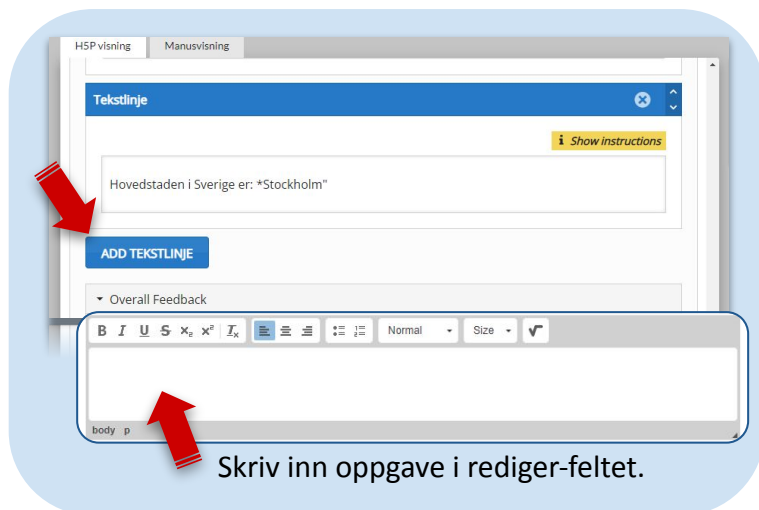 H5P visning Manusvisning
Tekstlinje
i Show instructions
Hovedstaden i Sverige er: *Stockholm"
ADD TEKSTLINJE
Overall Feedback
B I U S x₂ x² Tx Normal Size √
body p
Skriv inn oppgave i rediger-feltet.